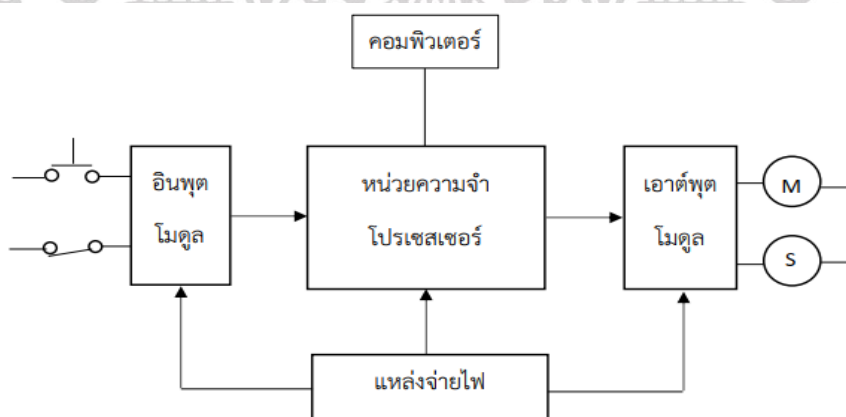 คอมพิวเตอร์
อินพุต
โมดูล
หน่วยความจำ
โปรเซสเซอร์
เอาต์พุต
โมดูล
M
S
แหล่งจ่ายไฟ